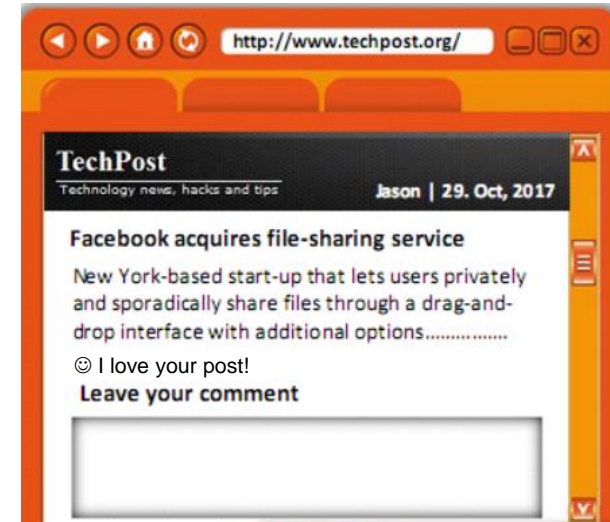 http://www.techpost.org/
TechPost
Technology news, hacks and tips
Jason | 29. Oct, 2017
Facebook acquires file-sharing service
New York-based start-up that lets users privately
and sporadically share files through a drag-and-
drop interface with additional options................
☺ I love your post!
Leave your comment